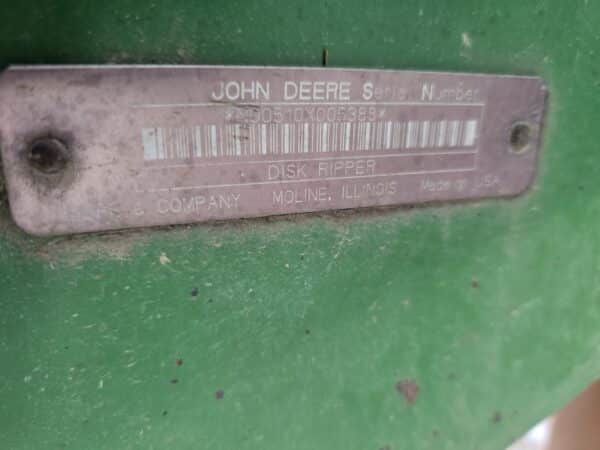 JOHN DEERE Serial Number
DISK RIPPER
& COMPANY MOLINE, ILLINOIS Made in USA